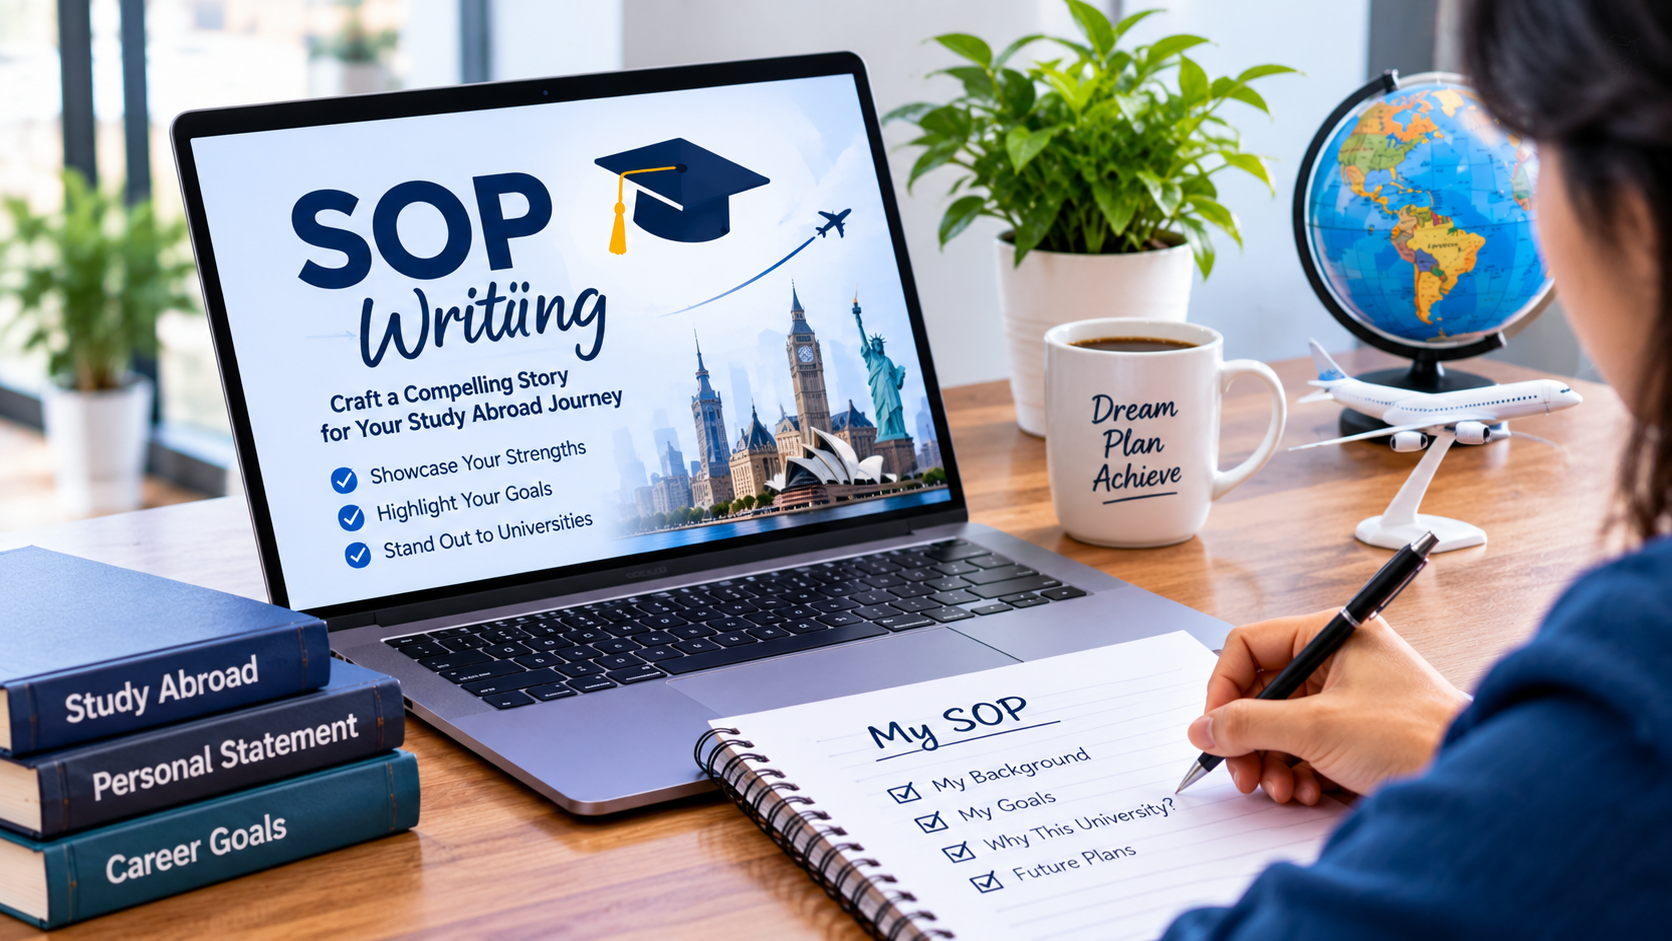 SOP
Writiing
Craft a Compelling Story
for Your Study Abroad Journey
Showcase Your Strengths
Highlight Your Goals
Stand Out to Universities
Dream
Plan
Achieve
Study Abroad
Personal Statement
Career Goals
My SOP
My Background
My Goals
Why This University?
Future Plans